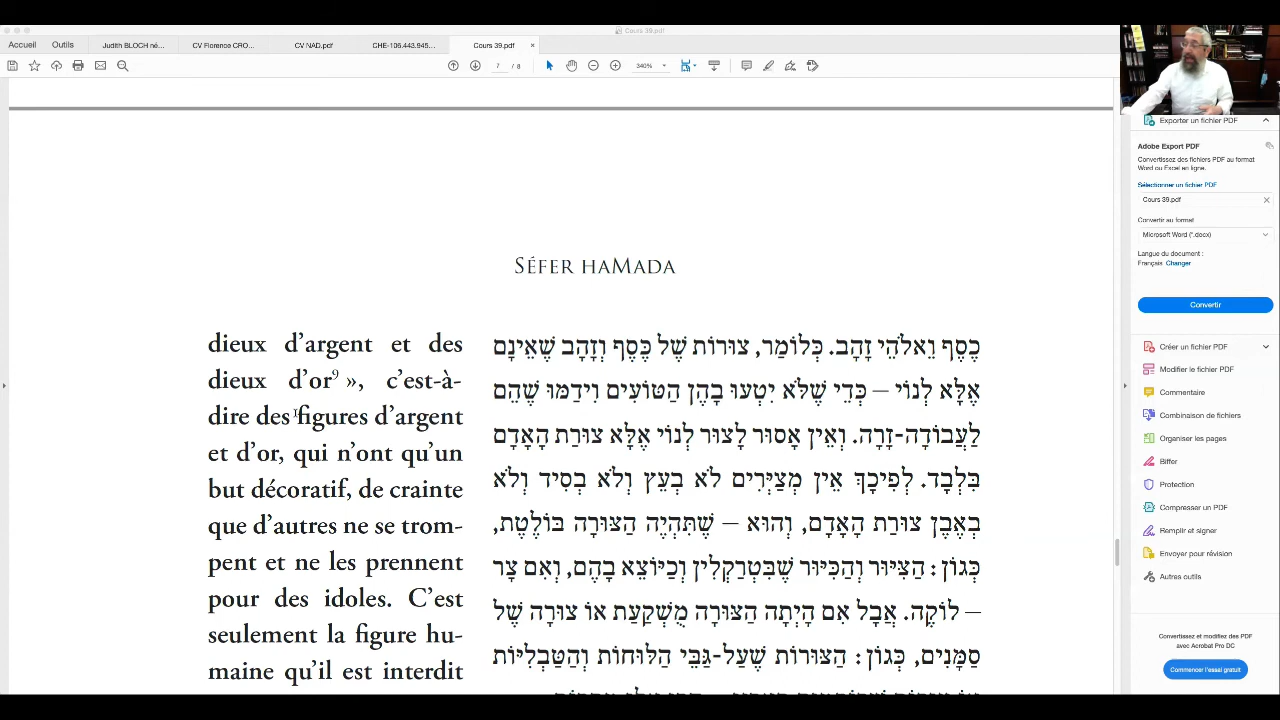 Cours 39.pdf
Accueil Outils Judith BLOCH né... CV Florence CRO... CV NAD.pdf CHE-106.443.945... Cours 39.pdf ×
7 / 8 340%
SÉFER HAMADA
dieux d’argent et des
dieux d’or⁹ », c’est-à-
dire des figures d’argent
et d’or, qui n’ont qu’un
but décoratif, de crainte
que d’autres ne se trom-
pent et ne les prennent
pour des idoles. C’est
seulement la figure hu-
maine qu’il est interdit
כֶסֶף וֵאלֹהֵי זָהָב. כְּלוֹמַר, צוּרוֹת שֶׁל כֶּסֶף וְזָהָב שֶׁאֵינָם
אֶלָּא לְנוֹי – כְּדֵי שֶׁלֹּא יִטְעוּ בָּהֶן הַטּוֹעִים וִידַמּוּ שֶׁהֵם
לַעֲבוֹדָה-זָרָה. וְאֵין אָסוּר לָצוּר לְנוֹי אֶלָּא צוּרַת הָאָדָם
בִּלְבָד. לְפִיכָךְ אֵין מְצַיְּרִים לֹא בְעֵץ וְלֹא בְסִיד וְלֹא
בְאֶבֶן צוּרַת הָאָדָם, וְהוּא – שֶׁתִּהְיֶה הַצּוּרָה בּוֹלֶטֶת,
כְּגוֹן: הַצִּיּוּר וְהַכִּיּוּר שֶׁבִּטְרַקְלִין וְכַיּוֹצֵא בָהֶם, וְאִם צָר
– לוֹקֶה. אֲבָל אִם הָיְתָה הַצּוּרָה מֻשְׁקַעַת אוֹ צוּרָה שֶׁל
סַמָּנִים, כְּגוֹן: הַצּוּרוֹת שֶׁעַל-גַּבֵּי הַלּוּחוֹת וְהַטַּבְלִיּוֹת
Exporter un fichier PDF
Adobe Export PDF
Convertissez des fichiers PDF au format
Word ou Excel en ligne.
Sélectionner un fichier PDF
Cours 39.pdf
Convertir au format
Microsoft Word (*.docx)
Langue du document :
Français Changer
Convertir
Créer un fichier PDF
Modifier le fichier PDF
Commentaire
Combinaison de fichiers
Organiser les pages
Biffer
Protection
Compresser un PDF
Remplir et signer
Envoyer pour révision
Autres outils
Convertissez et modifiez des PDF
avec Acrobat Pro DC
Commencer l'essai gratuit